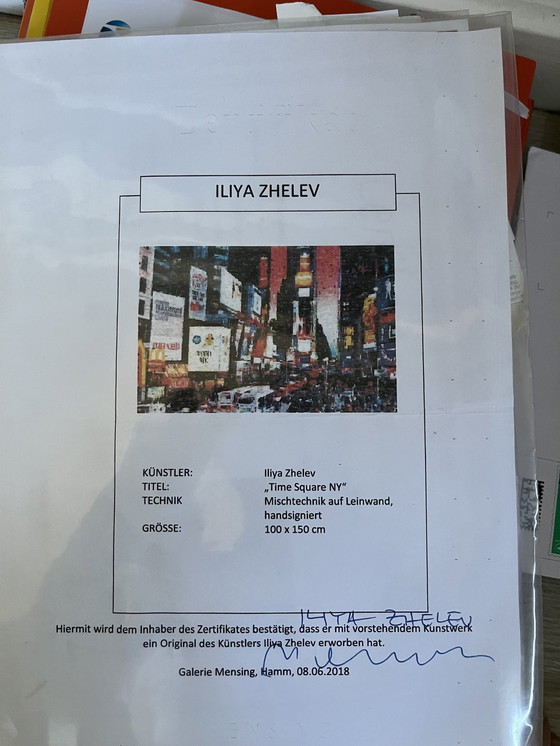 ILIYA ZHELEV
KÜNSTLER: Iliya Zhelev
TITEL: „Time Square NY“
TECHNIK Mischtechnik auf Leinwand,
handsigniert
GRÖSSE: 100 x 150 cm
ILIYA ZHELEV
Hiermit wird dem Inhaber des Zertifikates bestätigt, dass er mit vorstehendem Kunstwerk
ein Original des Künstlers Iliya Zhelev erworben hat.
Galerie Mensing, Hamm, 08.06.2018